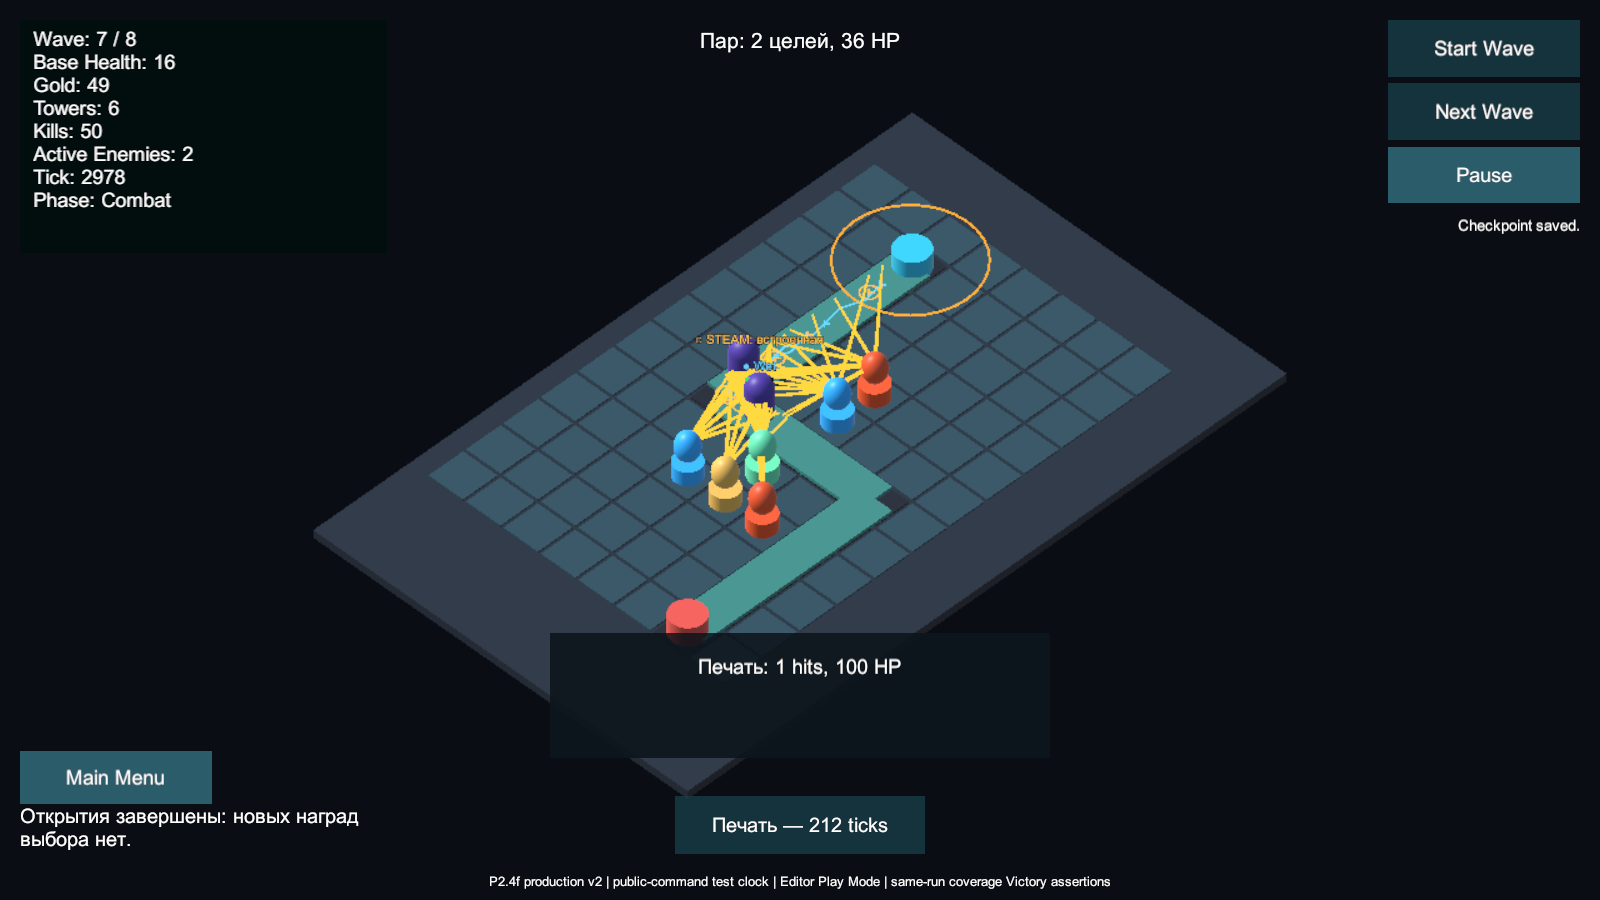 Wave: 7 / 8
Base Health: 16
Gold: 49
Towers: 6
Kills: 50
Active Enemies: 2
Tick: 2978
Phase: Combat
Пар: 2 целей, 36 HP
Start Wave
Next Wave
Pause
Checkpoint saved.
STEAM: встроенная
Печать: 1 hits, 100 HP
Main Menu
Открытия завершены: новых наград
выбора нет.
Печать — 212 ticks
P2.4f production v2 | public-command test clock | Editor Play Mode | same-run coverage Victory assertions